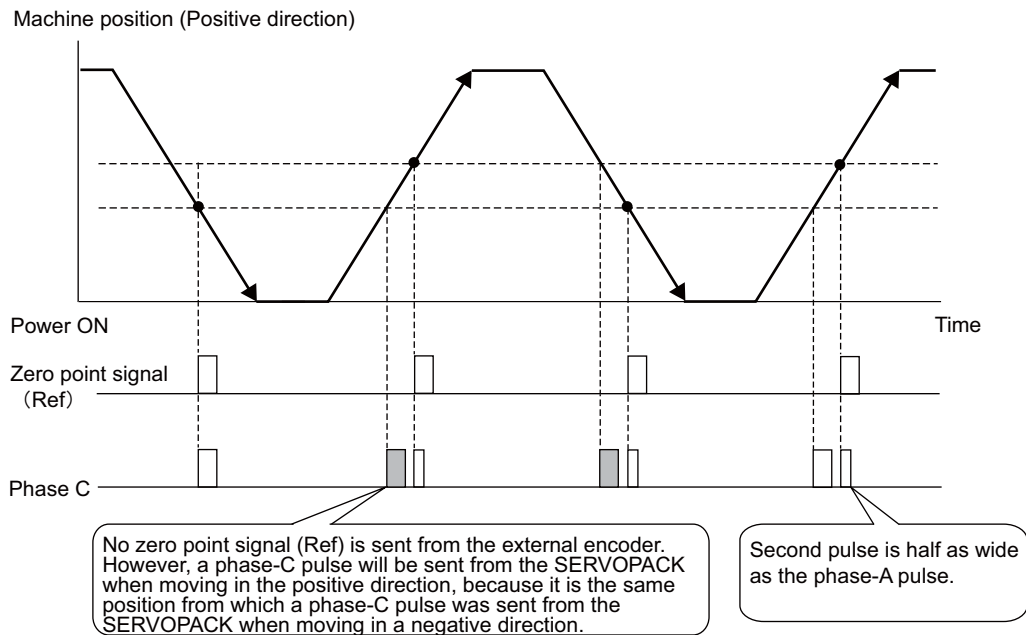 Machine position (Positive direction)
Power ON
Time
Zero point signal
（Ref）
Phase C
No zero point signal (Ref) is sent from the external encoder.
However, a phase-C pulse will be sent from the SERVOPACK
when moving in the positive direction, because it is the same
position from which a phase-C pulse was sent from the
SERVOPACK when moving in a negative direction.
Second pulse is half as wide
as the phase-A pulse.